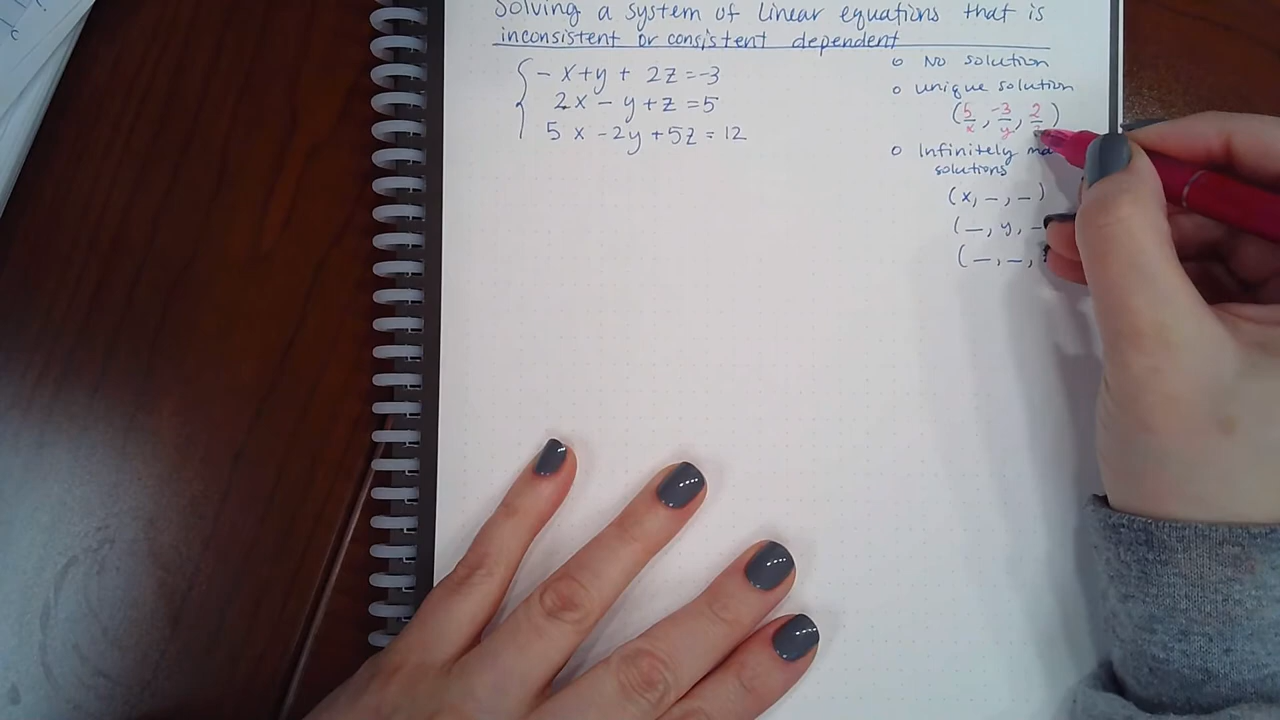 Solving a system of linear equations that is
inconsistent or consistent dependent
- x + y + 2z = -3
2x - y + z = 5
5x - 2y + 5z = 12
o No solution
o unique solution
(5, -3, 2)
x y
o Infinitely
solutions
(x, –, –)
(–, y, –
(–, –,
c